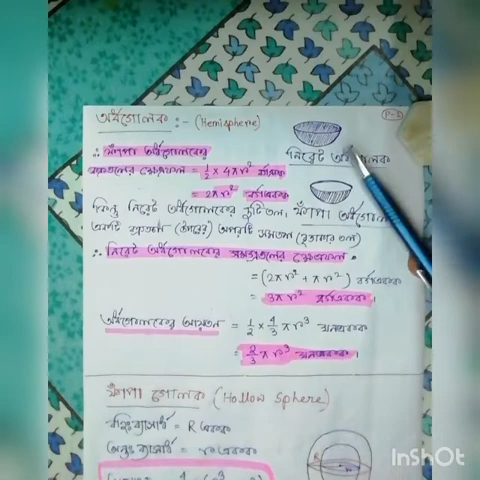 অর্ধগোলক :- (Hemisphere)
P-2
∴ ফাঁপা অর্ধগোলকের
নিরেট অর্ধগোলক
বক্রতলের ক্ষেত্রফল = 1/2 × 4πr² বর্গএকক
= 2πr² বর্গএকক
ফাঁপা অর্ধগোলক
কিন্তু নিরেট অর্ধগোলকের দুটি তল,
একটি বক্রতল অপরটি সমতল (বৃত্তাকার তল)
∴ নিরেট অর্ধগোলকের সমগ্রতলের ক্ষেত্রফল
= (2πr² + πr²) বর্গএকক
= 3πr² বর্গএকক।
অর্ধগোলকের আয়তন = 1/2 × 4/3 πr³ ঘনএকক
= 2/3 πr³ ঘনএকক।
ফাঁপা গোলক (Hollow Sphere)
বহিঃব্যাসার্ধ = R একক
অন্তঃব্যাসার্ধ = r একক
InShOt